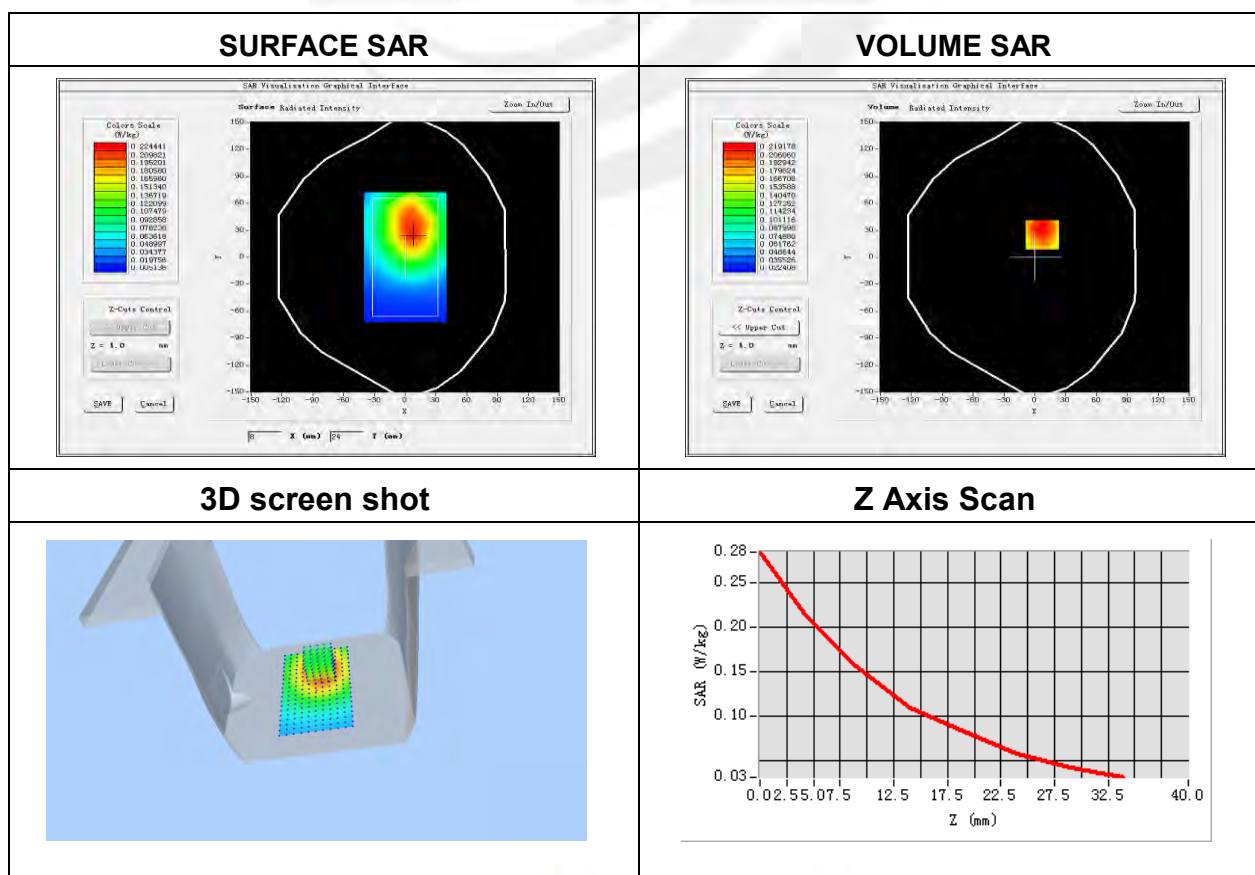 SURFACE SAR
VOLUME SAR
SAR Visualisation Graphical Interface
Surface Radiated Intensity
Zoom In/Out
Colors Scale
(W/kg)
0.224441
0.209821
0.195201
0.180580
0.165960
0.151340
0.136719
0.122099
0.107479
0.092858
0.078238
0.063618
0.048997
0.034377
0.019756
0.005136
150
120
90
60
30
0
-30
-60
-90
-120
-150
Y
-150 -120 -90 -60 -30 0 30 60 90 120 150
X
Z-Cuts Control
Z = 4.0 mm
SAVE Cancel
8 X (mm) 24 Y (mm)
SAR Visualisation Graphical Interface
Volume Radiated Intensity
Zoom In/Out
Colors Scale
(W/kg)
0.219178
0.206060
0.192942
0.179824
0.166706
0.153588
0.140470
0.127352
0.114234
0.101116
0.087998
0.074880
0.061762
0.048644
0.035526
0.022408
150
120
90
60
30
0
-30
-60
-90
-120
-150
Y
-150 -120 -90 -60 -30 0 30 60 90 120 150
X
Z-Cuts Control
<< Upper Cut
Z = 4.0 mm
SAVE Cancel
3D screen shot
Z Axis Scan
0.28
0.25
0.20
0.15
0.10
0.03
SAR (W/kg)
0.0 2.5 5.0 7.5 12.5 17.5 22.5 27.5 32.5 40.0
Z (mm)